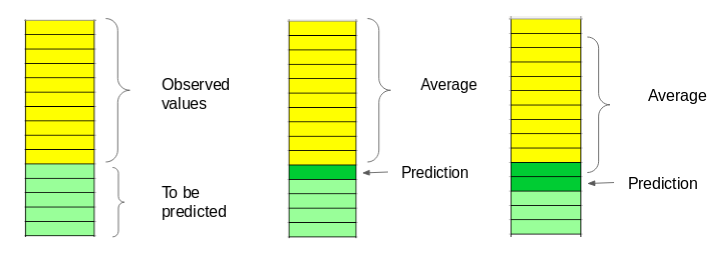 Observed
values
To be
predicted
Average
Prediction
Average
Prediction